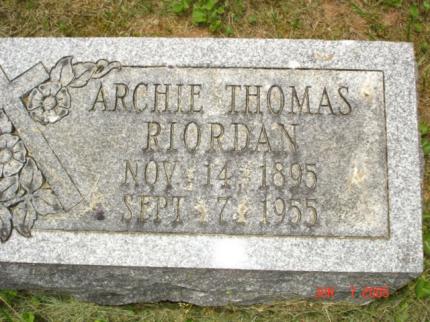 ARCHIE THOMAS
RIORDAN
NOV. 14. 1895
SEPT. 7. 1955